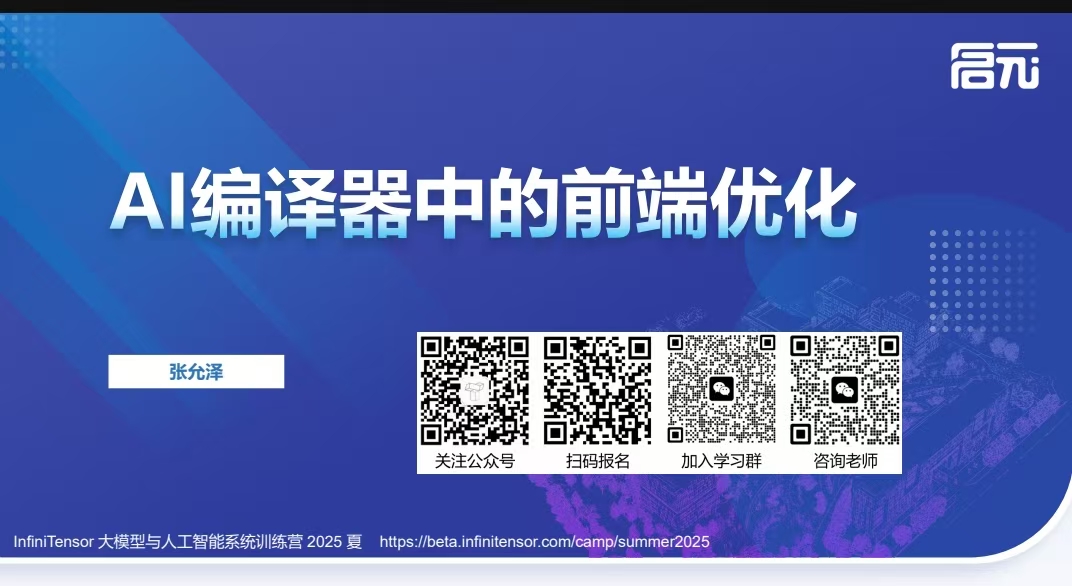 启元
AI编译器中的前端优化
张允泽
关注公众号 扫码报名 加入学习群 咨询老师
InfiniTensor 大模型与人工智能系统训练营 2025 夏 https://beta.infinitensor.com/camp/summer2025